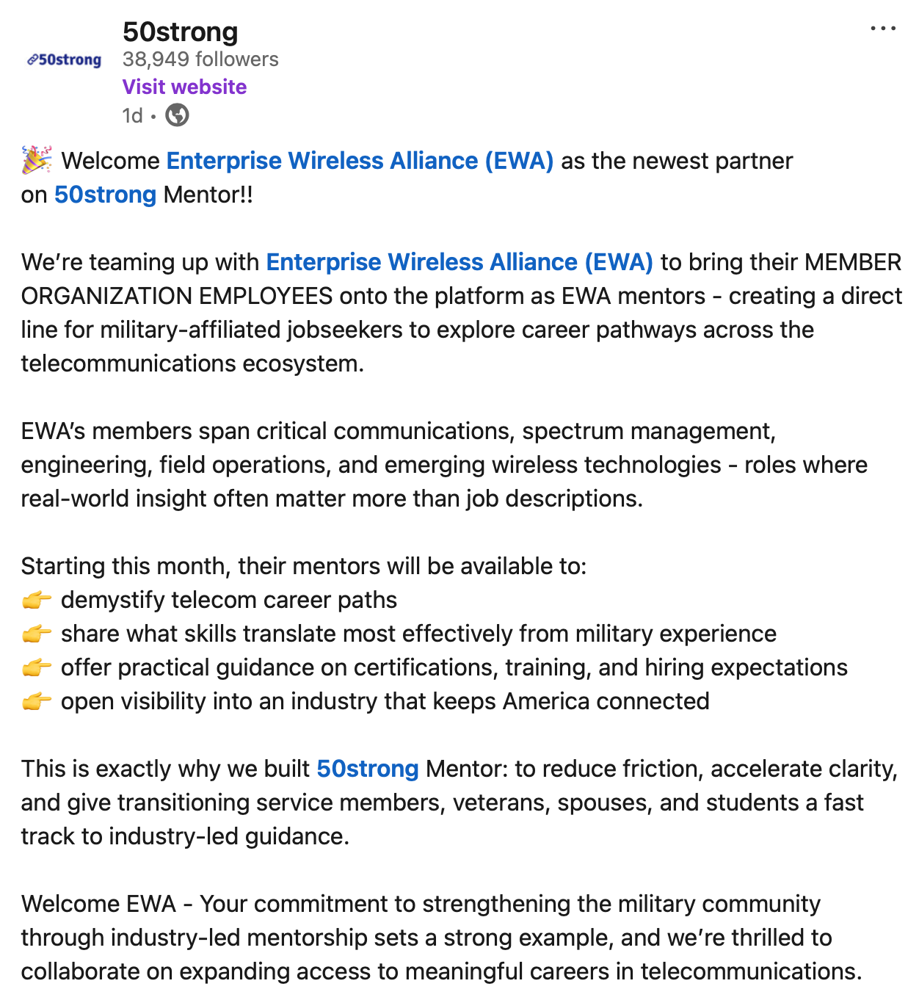 50strong
38,949 followers
50strong
Visit website
1d •
🎉 Welcome Enterprise Wireless Alliance (EWA) as the newest partner
on 50strong Mentor!!
We’re teaming up with Enterprise Wireless Alliance (EWA) to bring their MEMBER
ORGANIZATION EMPLOYEES onto the platform as EWA mentors - creating a direct
line for military-affiliated jobseekers to explore career pathways across the
telecommunications ecosystem.
EWA’s members span critical communications, spectrum management,
engineering, field operations, and emerging wireless technologies - roles where
real-world insight often matter more than job descriptions.
Starting this month, their mentors will be available to:
👉 demystify telecom career paths
👉 share what skills translate most effectively from military experience
👉 offer practical guidance on certifications, training, and hiring expectations
👉 open visibility into an industry that keeps America connected
This is exactly why we built 50strong Mentor: to reduce friction, accelerate clarity,
and give transitioning service members, veterans, spouses, and students a fast
track to industry-led guidance.
Welcome EWA - Your commitment to strengthening the military community
through industry-led mentorship sets a strong example, and we’re thrilled to
collaborate on expanding access to meaningful careers in telecommunications.